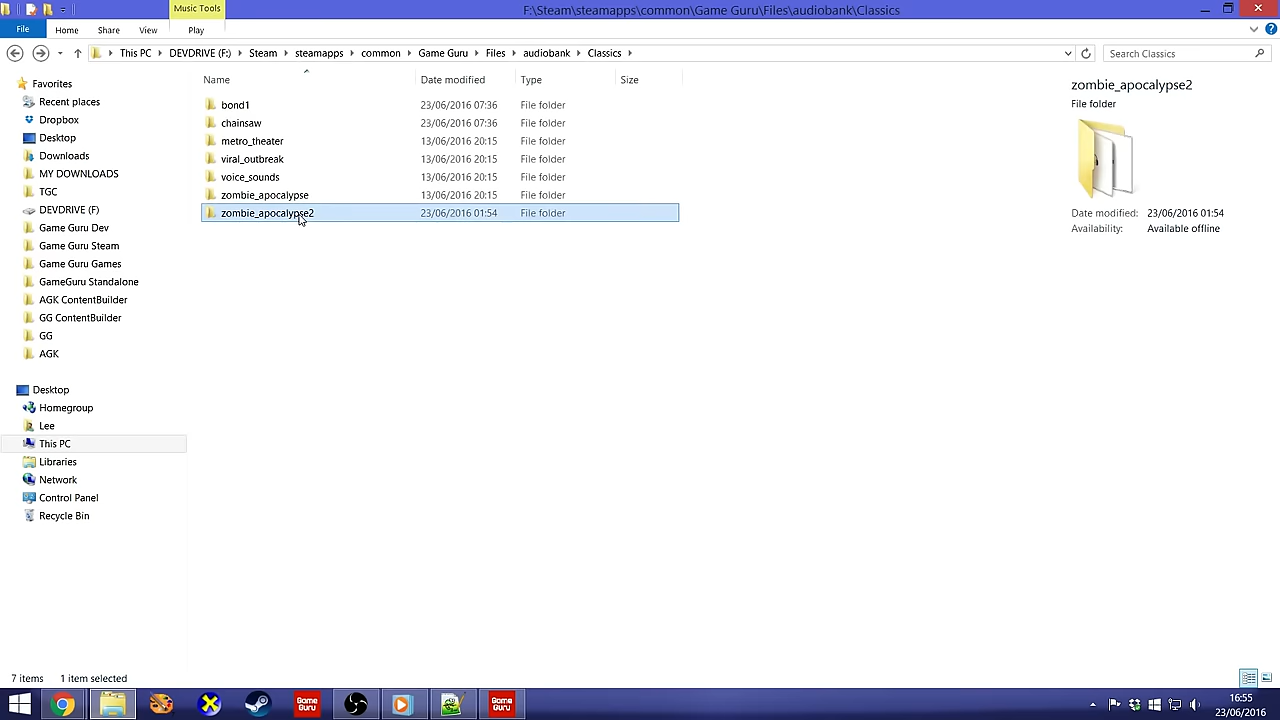 Music Tools
F:\Steam\steamapps\common\Game Guru\Files\audiobank\Classics
File Home Share View Play
This PC DEVDRIVE (F:) Steam steamapps common Game Guru Files audiobank Classics
Search Classics
Name Date modified Type Size
bond1 23/06/2016 07:36 File folder
chainsaw 23/06/2016 07:36 File folder
metro_theater 13/06/2016 20:15 File folder
viral_outbreak 13/06/2016 20:15 File folder
voice_sounds 13/06/2016 20:15 File folder
zombie_apocalypse 13/06/2016 20:15 File folder
zombie_apocalypse2 23/06/2016 01:54 File folder
Favorites
Recent places
Dropbox
Desktop
Downloads
MY DOWNLOADS
TGC
DEVDRIVE (F)
Game Guru Dev
Game Guru Steam
Game Guru Games
GameGuru Standalone
AGK ContentBuilder
GG ContentBuilder
GG
AGK
Desktop
Homegroup
Lee
This PC
Libraries
Network
Control Panel
Recycle Bin
zombie_apocalypse2
File folder
Date modified: 23/06/2016 01:54
Availability: Available offline
7 items 1 item selected
Game Guru
Game Guru
16:55
23/06/2016